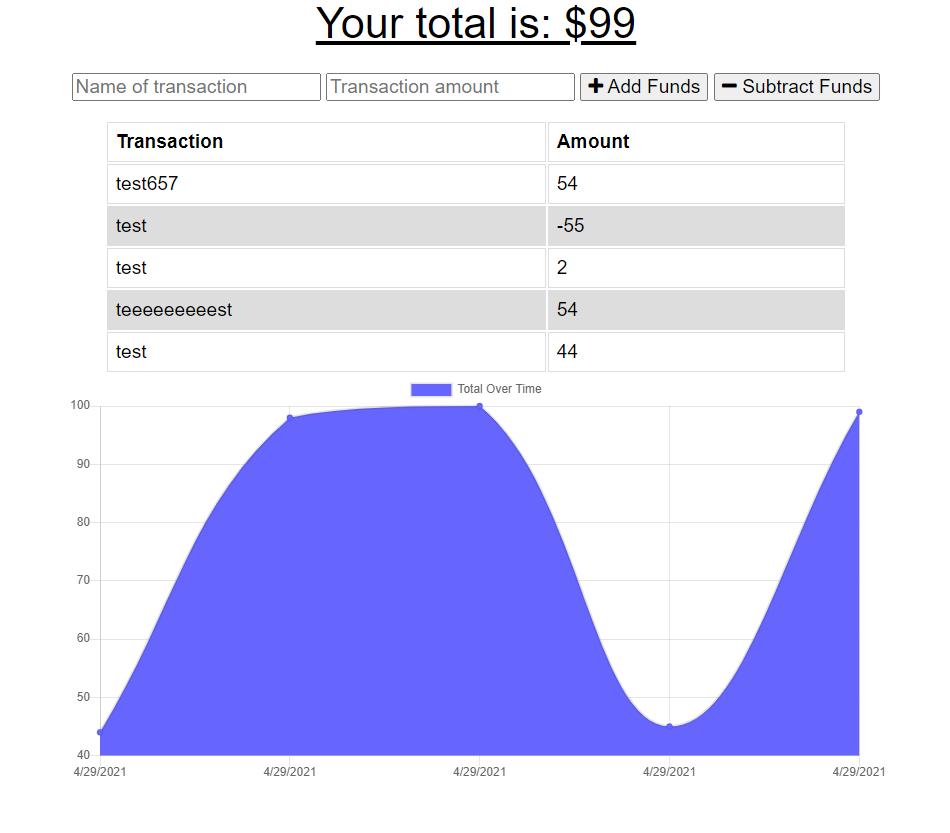 Your total is: $99
Name of transaction Transaction amount Add Funds Subtract Funds
Transaction Amount
test657 54
test -55
test 2
teeeeeeeeest 54
test 44
Total Over Time
100
90
80
70
60
50
40
4/29/2021 4/29/2021 4/29/2021 4/29/2021 4/29/2021